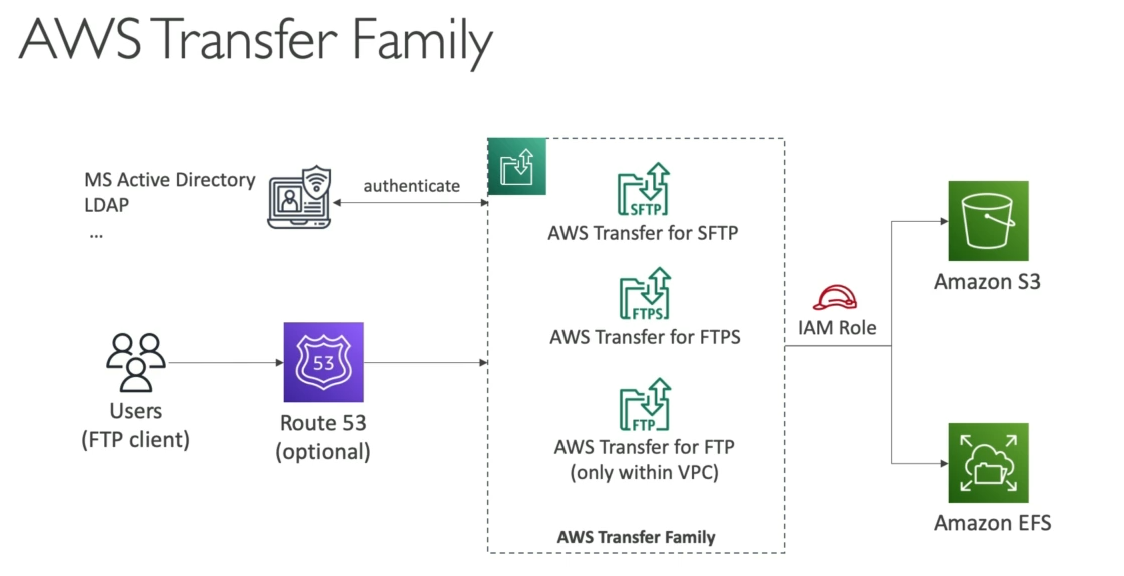 AWS Transfer Family
MS Active Directory
LDAP
...
authenticate
SFTP
AWS Transfer for SFTP
FTPS
AWS Transfer for FTPS
FTP
AWS Transfer for FTP
(only within VPC)
AWS Transfer Family
Users
(FTP client)
53
Route 53
(optional)
IAM Role
Amazon S3
Amazon EFS